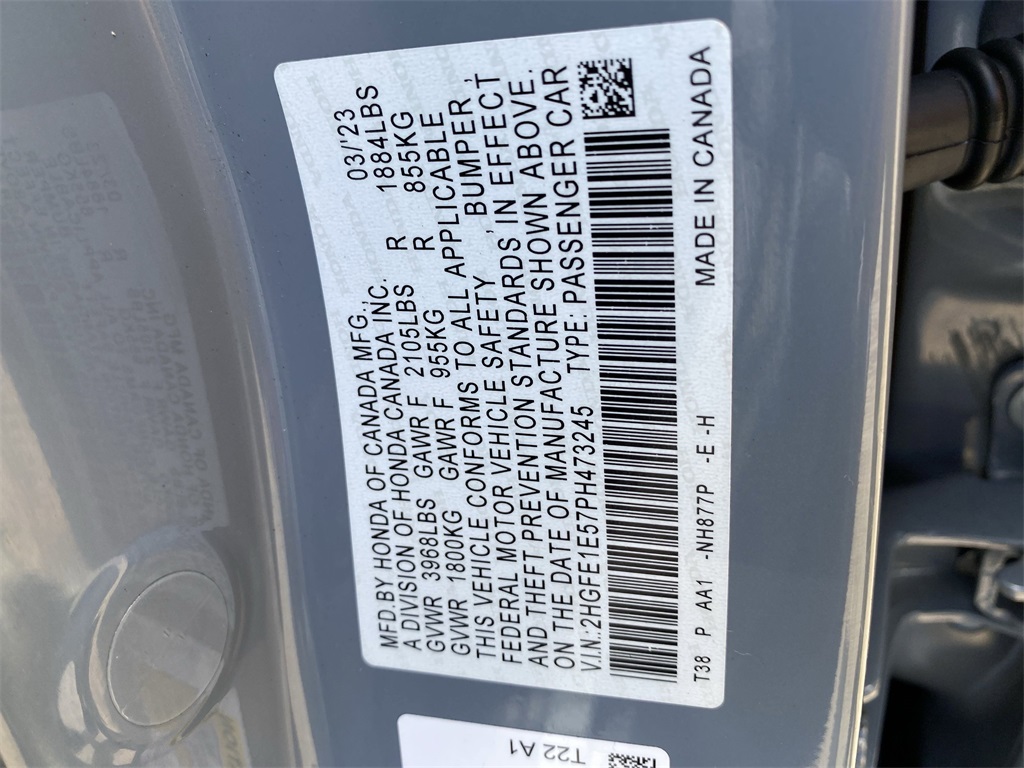 MFD.BY HONDA OF CANADA MFG., 03/'23
A DIVISION OF HONDA CANADA INC.
GVWR 3968LBS GAWR F 2105LBS R 1884LBS
GVWR 1800KG GAWR F 955KG R 855KG
THIS VEHICLE CONFORMS TO ALL APPLICABLE
FEDERAL MOTOR VEHICLE SAFETY , BUMPER ,
AND THEFT PREVENTION STANDARDS, IN EFFECT
ON THE DATE OF MANUFACTURE SHOWN ABOVE.
V.IN.:2HGFE1E57PH473245 TYPE: PASSENGER CAR
T38 P AA1 -NH877P -E -H MADE IN CANADA
T22 A1